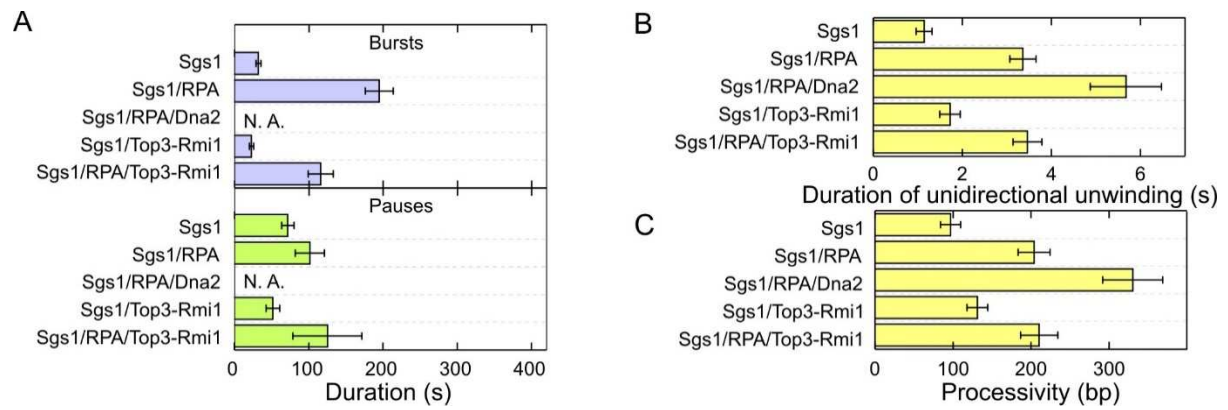 A
Bursts
Sgs1
Sgs1/RPA
Sgs1/RPA/Dna2
N. A.
Sgs1/Top3-Rmi1
Sgs1/RPA/Top3-Rmi1
Pauses
Sgs1
Sgs1/RPA
Sgs1/RPA/Dna2
N. A.
Sgs1/Top3-Rmi1
Sgs1/RPA/Top3-Rmi1
0 100 200 300 400
Duration (s)
B
Sgs1
Sgs1/RPA
Sgs1/RPA/Dna2
Sgs1/Top3-Rmi1
Sgs1/RPA/Top3-Rmi1
0 2 4 6
Duration of unidirectional unwinding (s)
C
Sgs1
Sgs1/RPA
Sgs1/RPA/Dna2
Sgs1/Top3-Rmi1
Sgs1/RPA/Top3-Rmi1
0 100 200 300
Processivity (bp)